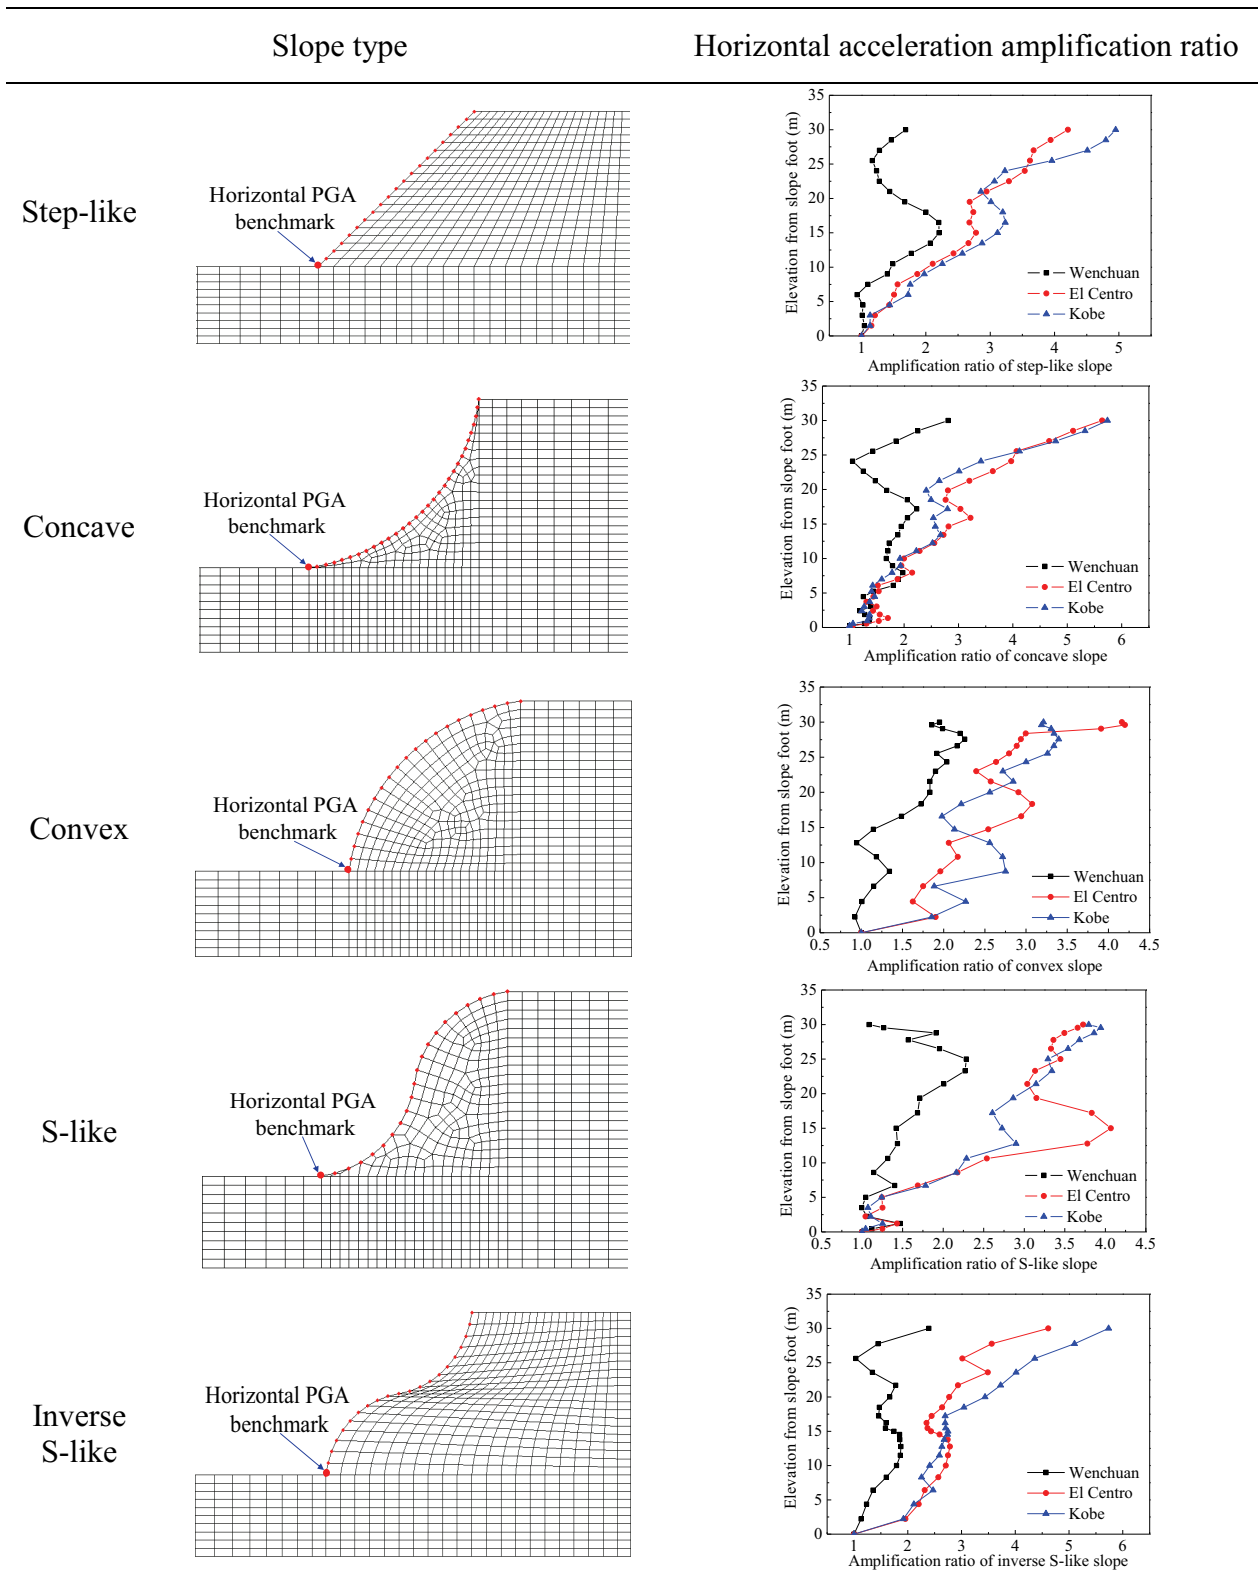 Slope type
Horizontal acceleration amplification ratio
Step-like
Horizontal PGA
benchmark
Elevation from slope foot (m)
35
30
25
20
15
10
5
0
Wenchuan
El Centro
Kobe
1 2 3 4 5
Amplification ratio of step-like slope
Concave
Horizontal PGA
benchmark
Elevation from slope foot (m)
35
30
25
20
15
10
5
0
Wenchuan
El Centro
Kobe
1 2 3 4 5 6
Amplification ratio of concave slope
Convex
Horizontal PGA
benchmark
Elevation from slope foot (m)
35
30
25
20
15
10
5
0
Wenchuan
El Centro
Kobe
0.5 1.0 1.5 2.0 2.5 3.0 3.5 4.0 4.5
Amplification ratio of convex slope
S-like
Horizontal PGA
benchmark
Elevation from slope foot (m)
35
30
25
20
15
10
5
0
Wenchuan
El Centro
Kobe
0.5 1.0 1.5 2.0 2.5 3.0 3.5 4.0 4.5
Amplification ratio of S-like slope
Inverse
S-like
Horizontal PGA
benchmark
Elevation from slope foot (m)
35
30
25
20
15
10
5
0
Wenchuan
El Centro
Kobe
1 2 3 4 5 6
Amplification ratio of inverse S-like slope